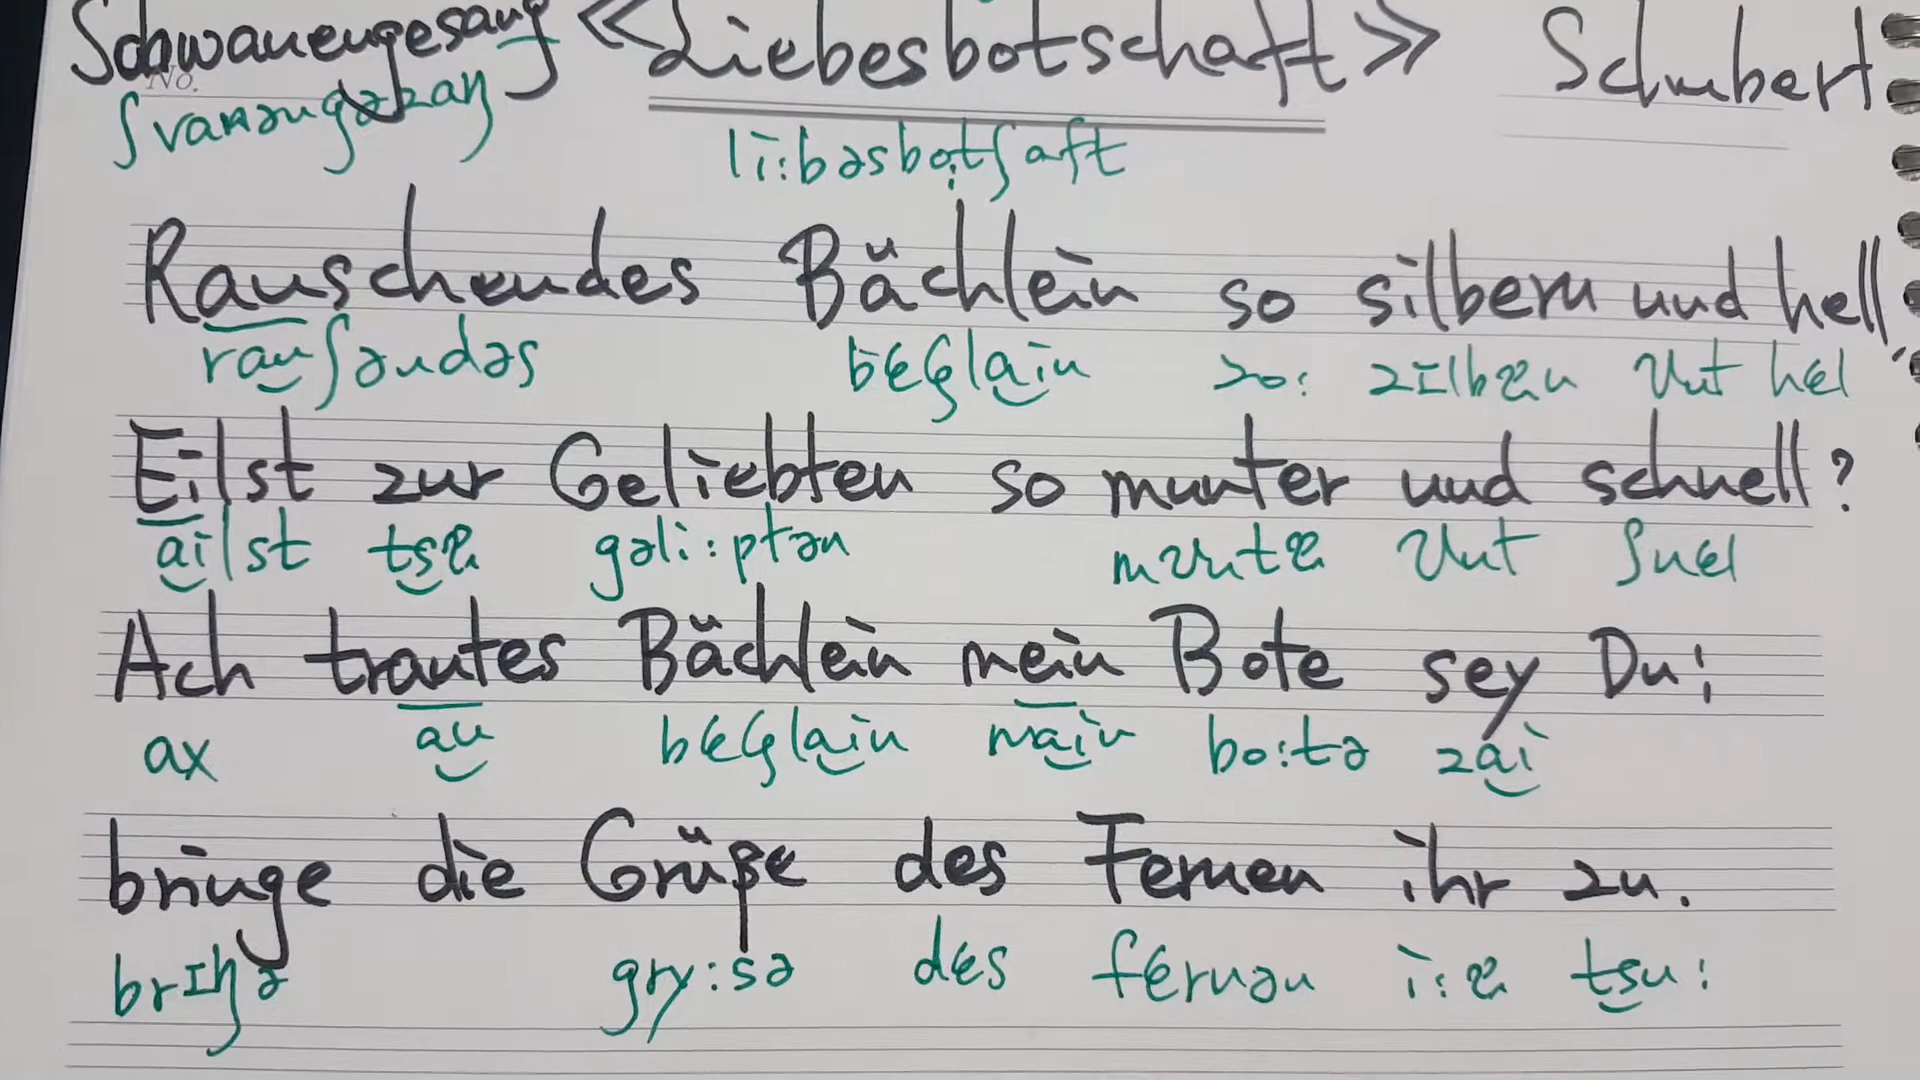 Schwanengesang 《Liebesbotschaft》 Schubert
No.
ʃvanəngəzaŋ li:bəsbo:tʃaft
Rauschendes Bächlein so silbern und hell,
rauʃəndəs bɛçlain zo: zɪlbɐn ʊnt hɛl
Eilst zur Geliebten so munter und schnell?
ailst tsɐ gəli:ptən mʊntɐ ʊnt ʃnɛl
Ach trautes Bächlein mein Bote sey Du;
ax au bɛçlain main bo:tə zai
bringe die Grüße des Fernen ihr zu.
brɪŋə gry:sə dɛs fɛrnən i:ɐ tsu: